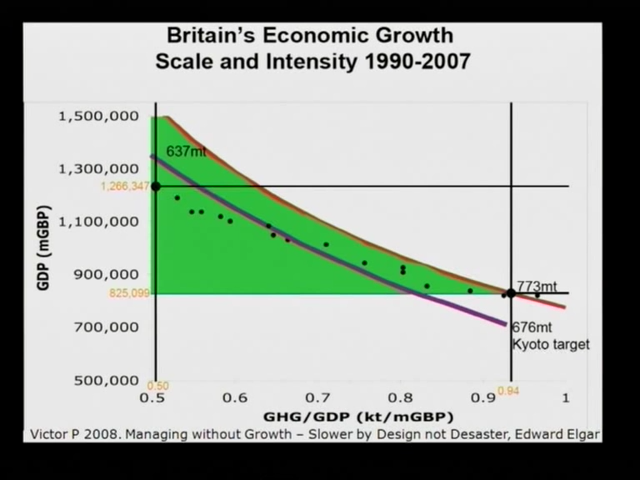 Britain's Economic Growth
Scale and Intensity 1990-2007
1,500,000
637mt
1,300,000
1,266,347
1,100,000
GDP (mGBP)
900,000
825,099
773mt
700,000
676mt
Kyoto target
500,000
0.50
0.94
0.5
0.6
0.7
0.8
0.9
1
GHG/GDP (kt/mGBP)
Victor P 2008. Managing without Growth – Slower by Design not Desaster, Edward Elgar